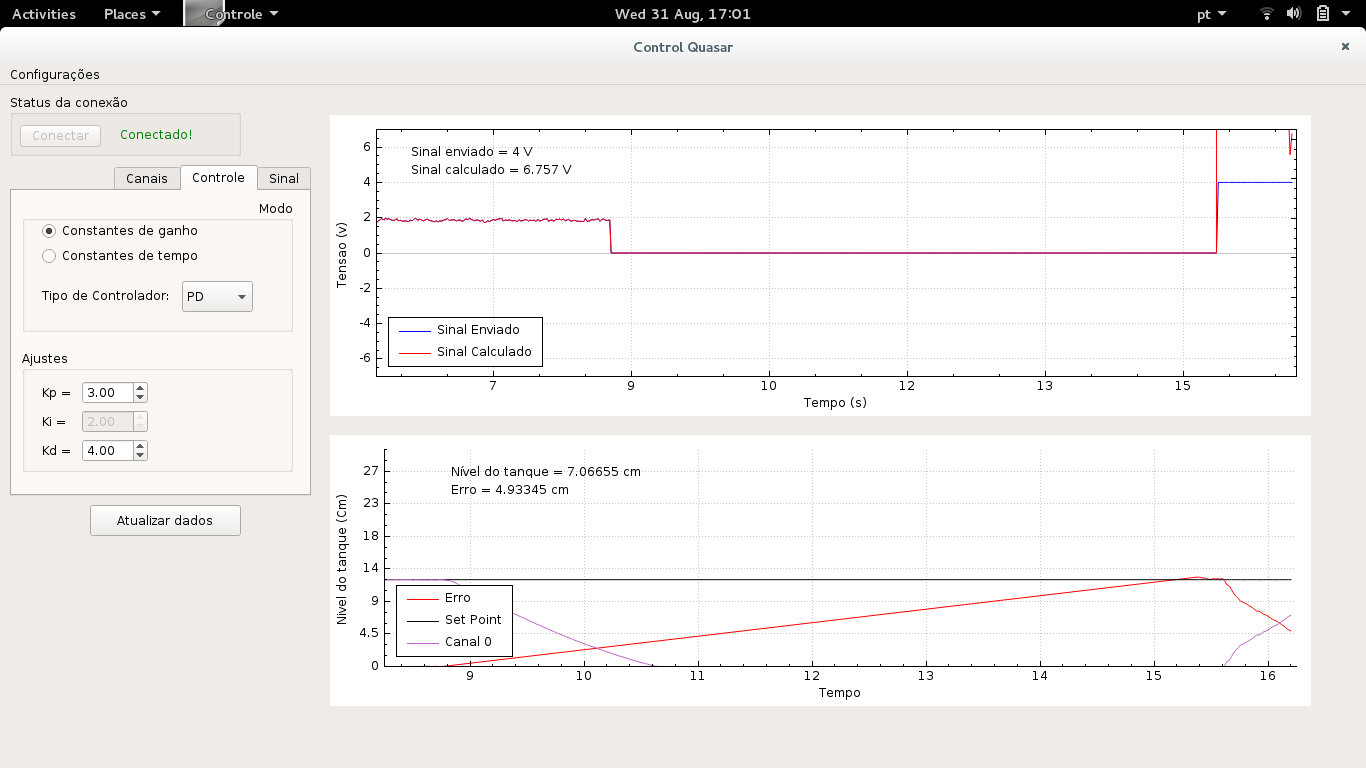 Activities Places Controle Wed 31 Aug, 17:01 pt
Control Quasar ×
Configurações
Status da conexão
Conectar Conectado!
Canais Controle Sinal
Modo
Constantes de ganho
Constantes de tempo
Tipo de Controlador: PD
Ajustes
Kp = 3.00
Ki = 2.00
Kd = 4.00
Atualizar dados
Sinal enviado = 4 V
Sinal calculado = 6.757 V
Tensao (v)
6
4
2
0
-2
-4
-6
Sinal Enviado
Sinal Calculado
7 9 10 12 13 15
Tempo (s)
Nível do tanque = 7.06655 cm
Erro = 4.93345 cm
Nivel do tanque (Cm)
27
23
18
14
9
4.5
0
Erro
Set Point
Canal 0
9 10 11 12 13 14 15 16
Tempo